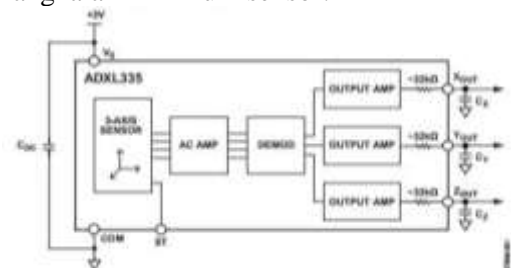 +3V
VS
ADXL335
3-AXIS
SENSOR
AC AMP
DEMOD
OUTPUT AMP
OUTPUT AMP
OUTPUT AMP
~32kΩ
~32kΩ
~32kΩ
XOUT
CX
YOUT
CY
ZOUT
CZ
CDC
COM
ST